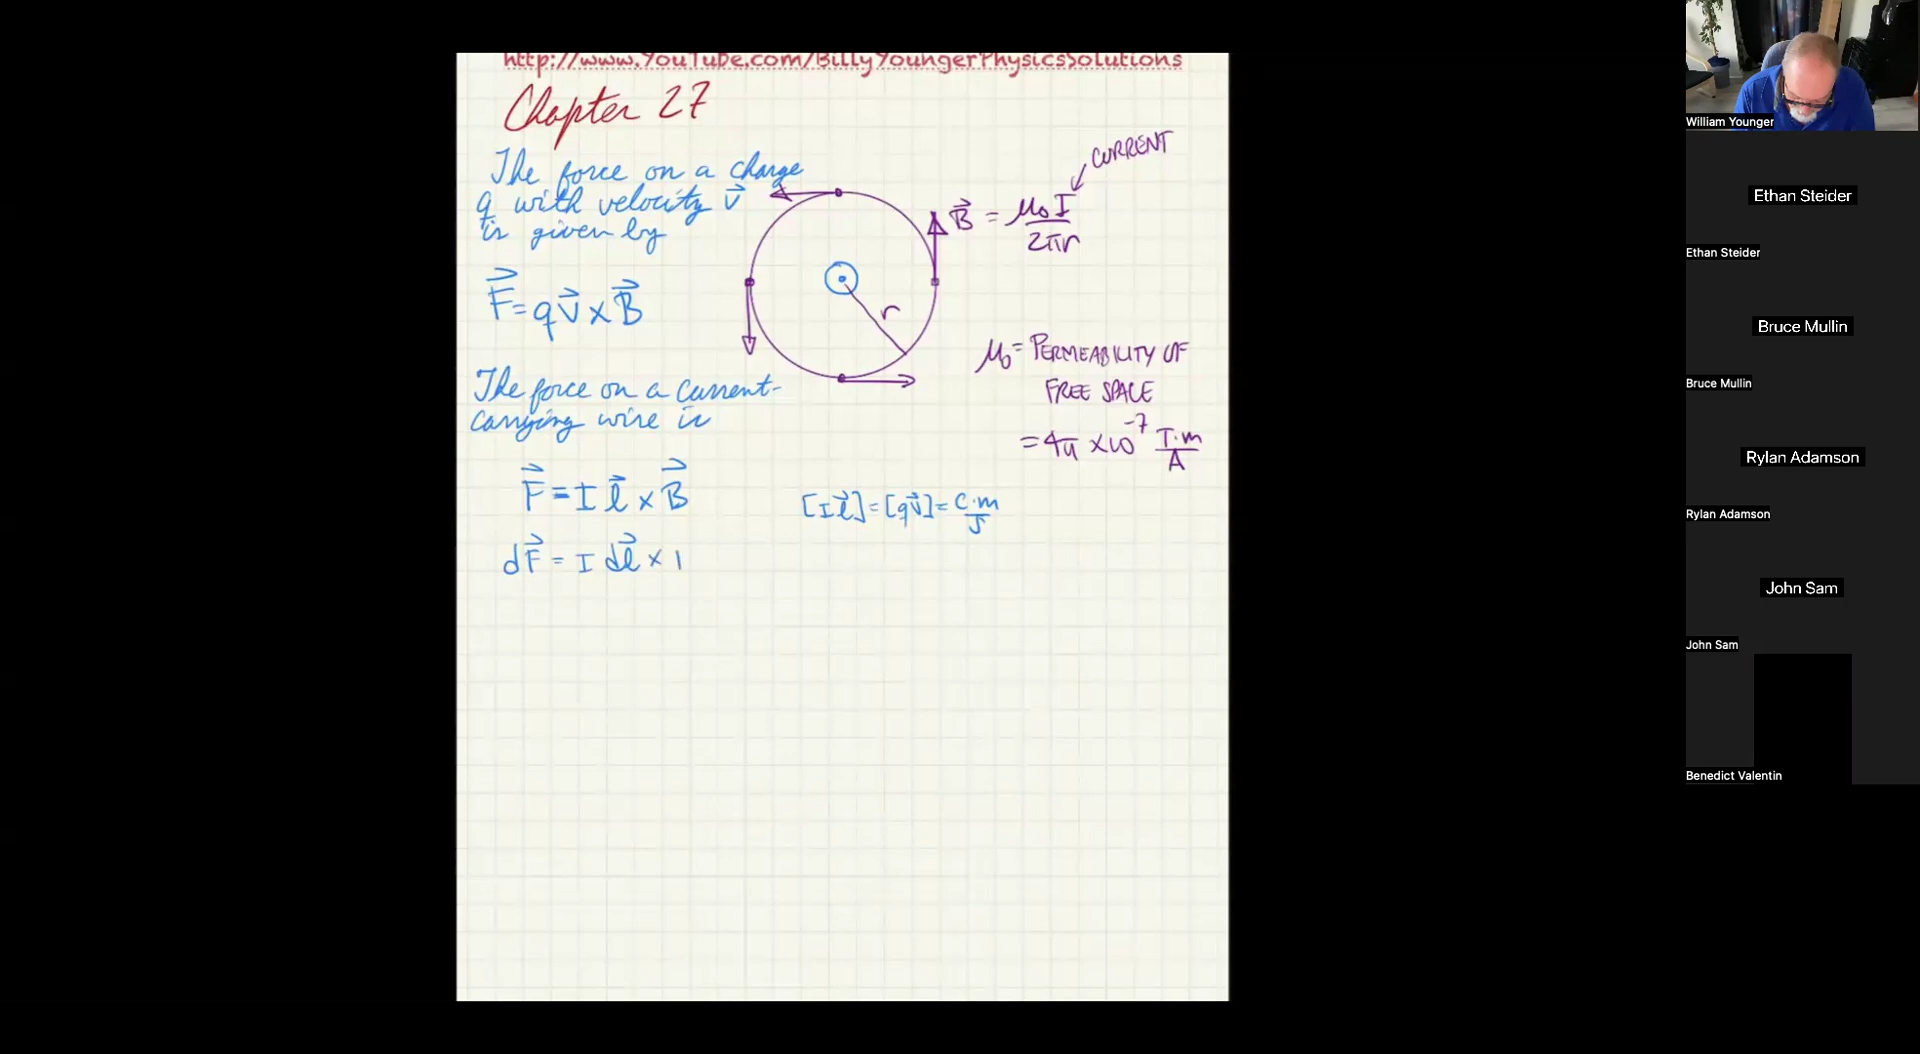 http://www.YouTube.com/BillyYoungerPhysicsSolutions
Chapter 27
The force on a charge
q with velocity v⃗
is given by
F⃗ = qv⃗ × B⃗
The force on a current-
carrying wire is
F⃗ = I l⃗ × B⃗
dF⃗ = I dl⃗ × 1
CURRENT
B⃗ = μ₀I / 2πr
r
μ₀ = PERMEABILITY OF
FREE SPACE
= 4π × 10⁻⁷ T·m / A
[I l⃗] = [qv⃗] = C·m / s
William Younger
Ethan Steider
Ethan Steider
Bruce Mullin
Bruce Mullin
Rylan Adamson
Rylan Adamson
John Sam
John Sam
Benedict Valentin